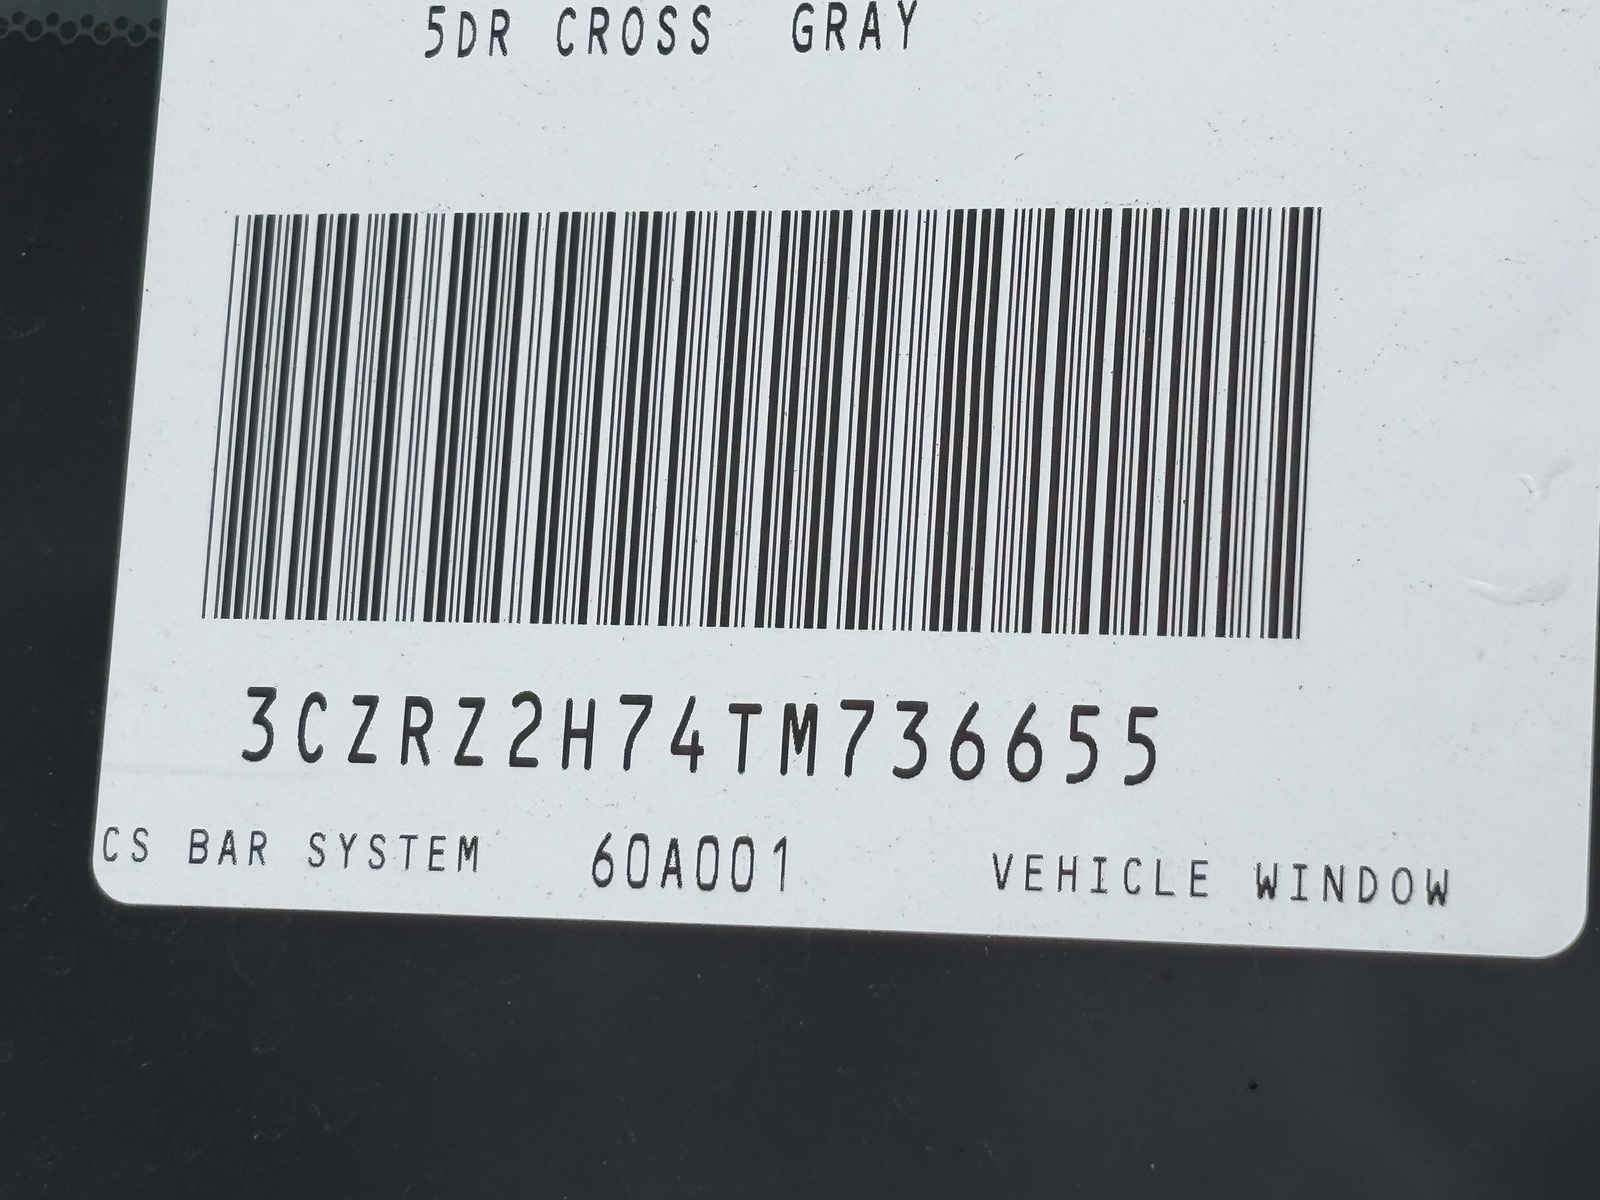 5DR CROSS GRAY
3CZRZ2H74TM736655
CS BAR SYSTEM 60A001 VEHICLE WINDOW